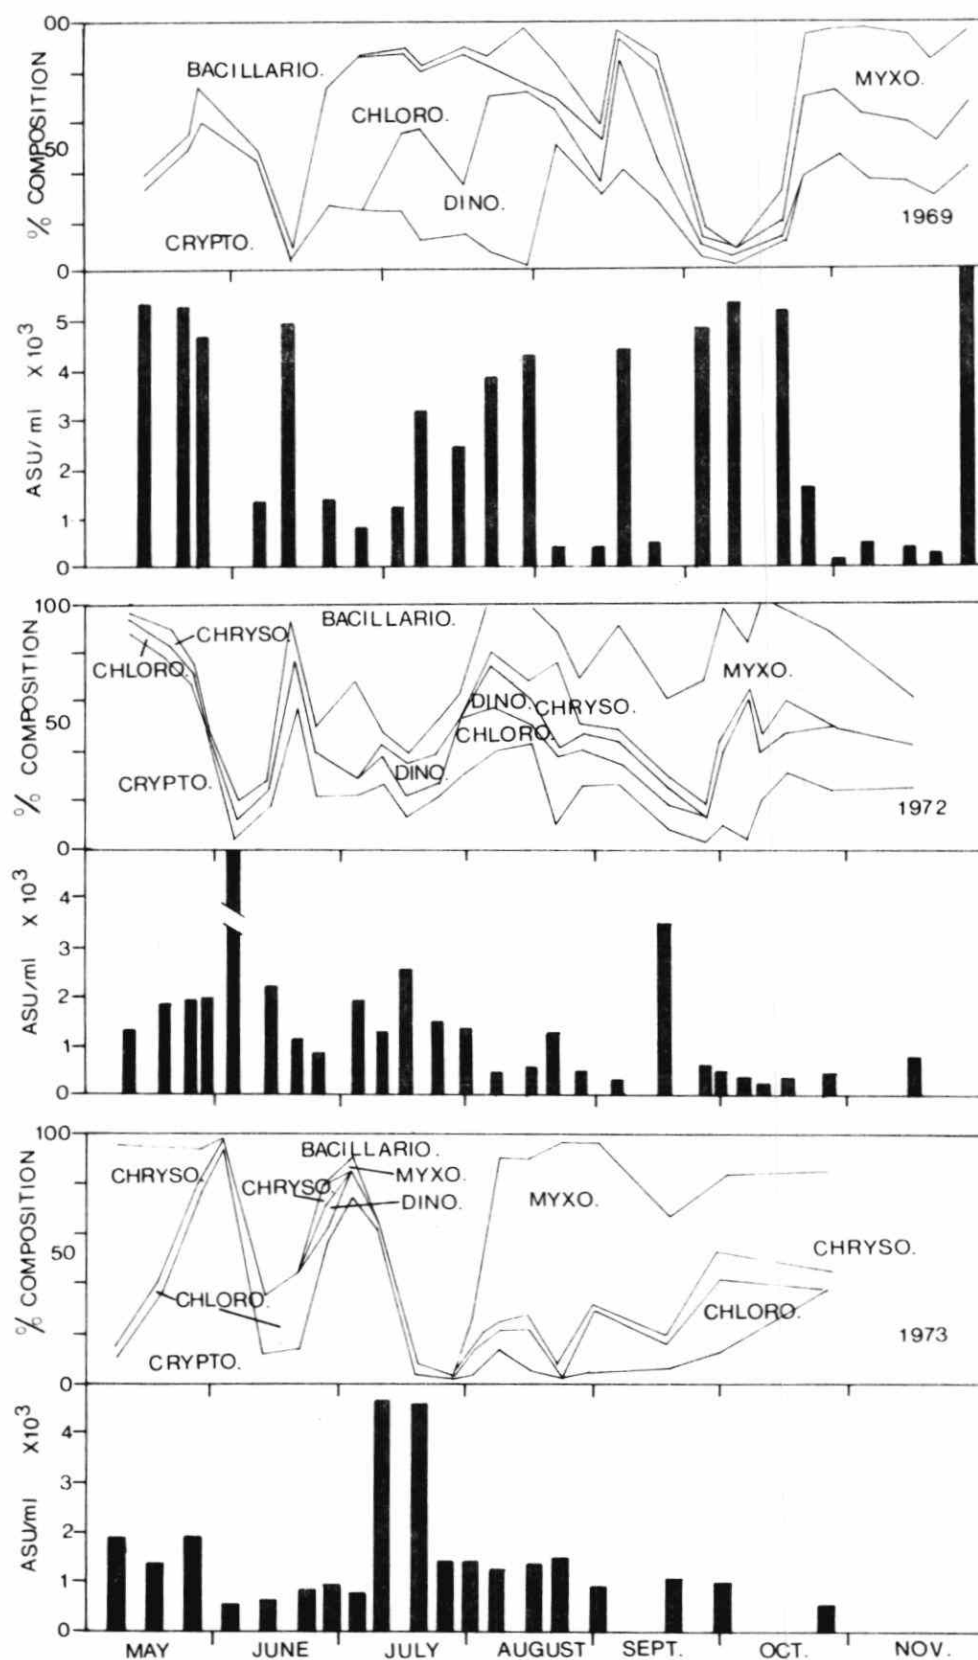 00
% COMPOSITION
50
0
BACILLARIO.
CHLORO.
MYXO.
DINO.
CRYPTO.
1969
ASU/ml X10³
5
4
3
2
1
0
100
% COMPOSITION
50
0
BACILLARIO.
CHRYSO.
CHLORO.
MYXO.
DINO. CHRYSO.
CHLORO.
CRYPTO.
DINO.
1972
ASU/ml X 10³
4
3
2
1
0
100
% COMPOSITION
50
0
BACILLARIO.
CHRYSO.
MYXO.
CHRYSO.
DINO.
MYXO.
CHRYSO.
CHLORO.
CHLORO.
CRYPTO.
1973
ASU/ml X10³
4
3
2
1
0
MAY JUNE JULY AUGUST SEPT. OCT. NOV.